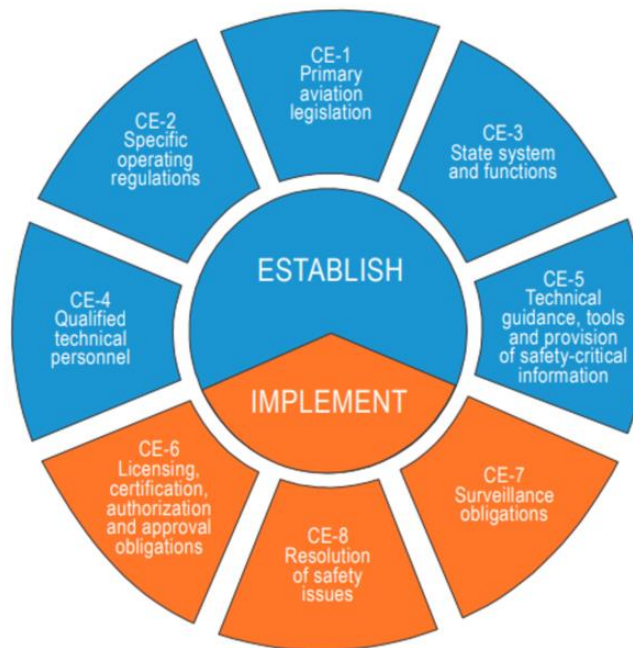 CE-1
Primary
aviation
legislation
CE-2
Specific
operating
regulations
CE-3
State system
and functions
ESTABLISH
CE-4
Qualified
technical
personnel
CE-5
Technical
guidance, tools
and provision
of safety-critical
information
IMPLEMENT
CE-6
Licensing,
certification,
authorization
and approval
obligations
CE-7
Surveillance
obligations
CE-8
Resolution
of safety
issues